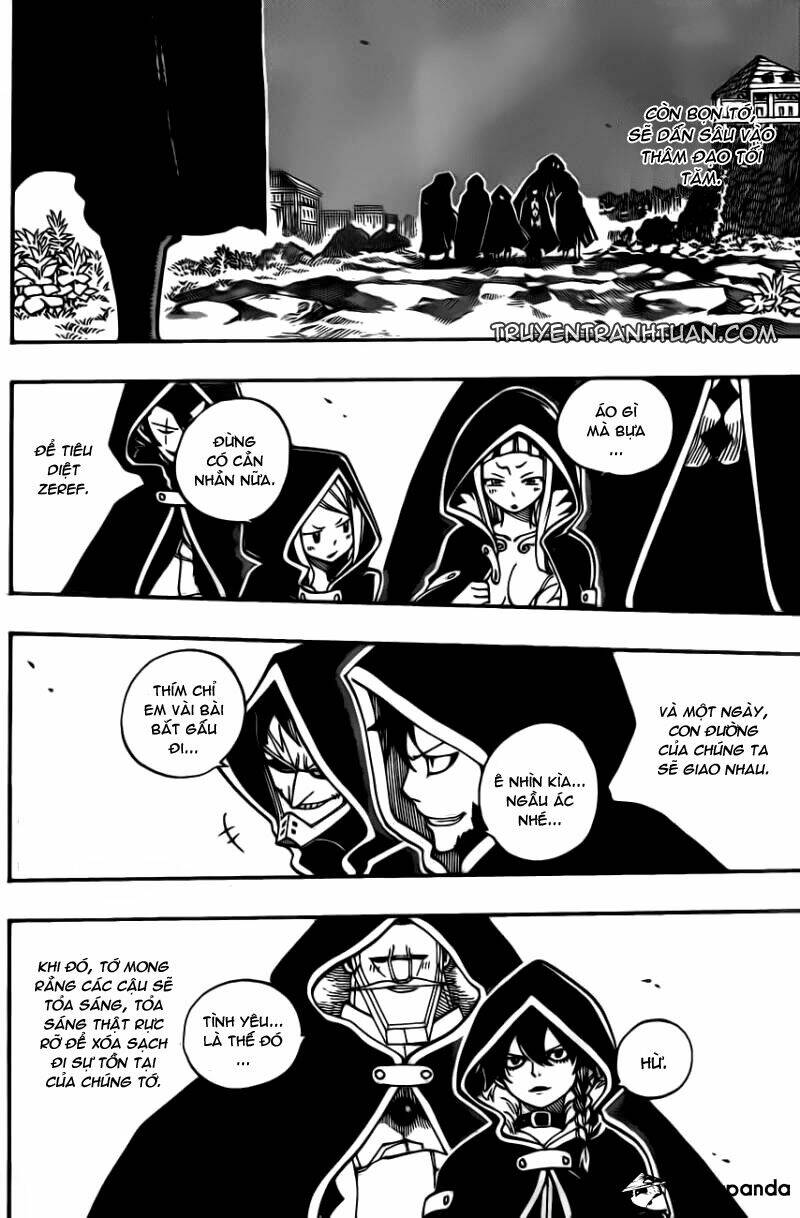 CÒN BỌN TỚ,
SẼ DẤN SÂU VÀO
THÂM ĐẠO TỐI
TĂM.
TRUYENTRANHTUAN.COM
ĐỂ TIÊU
DIỆT
ZEREF.
ĐỪNG
CÓ CẰN
NHẰN NỮA.
ÁO GÌ
MÀ BỰA
...
THÍM CHỈ
EM VÀI BÀI
BẮT GẤU
ĐI...
Ê NHÌN KÌA...
NGẦU ÁC
NHÉ...
VÀ MỘT NGÀY,
CON ĐƯỜNG
CỦA CHÚNG TA
SẼ GIAO NHAU.
KHI ĐÓ, TỚ MONG
RẰNG CÁC CẬU SẼ
TỎA SÁNG, TỎA
SÁNG THẬT RỰC
RỠ ĐỂ XÓA SẠCH
ĐI SỰ TỒN TẠI
CỦA CHÚNG TỚ.
TÌNH YÊU...
LÀ THẾ ĐÓ
...
HỪ.
panda